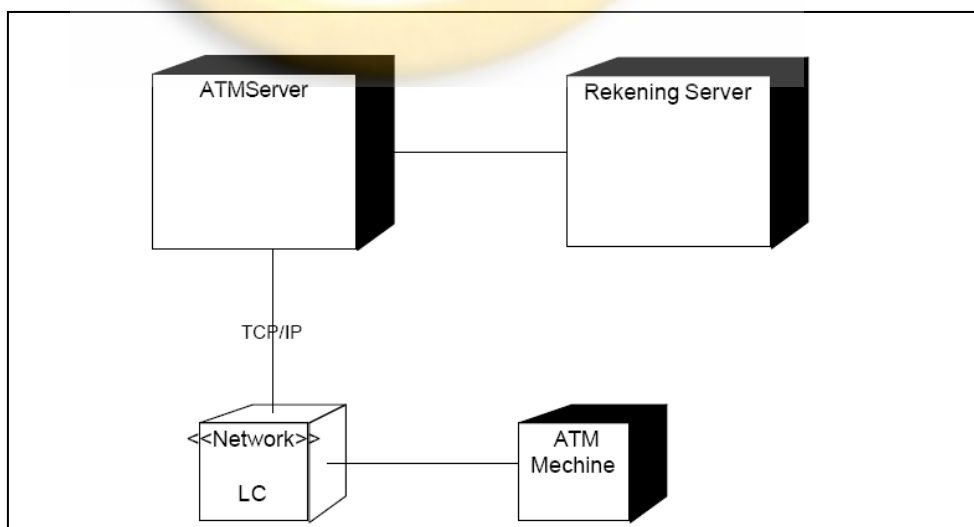 ATMServer
Rekening Server
TCP/IP
<<Network>>
LC
ATM
Mechine